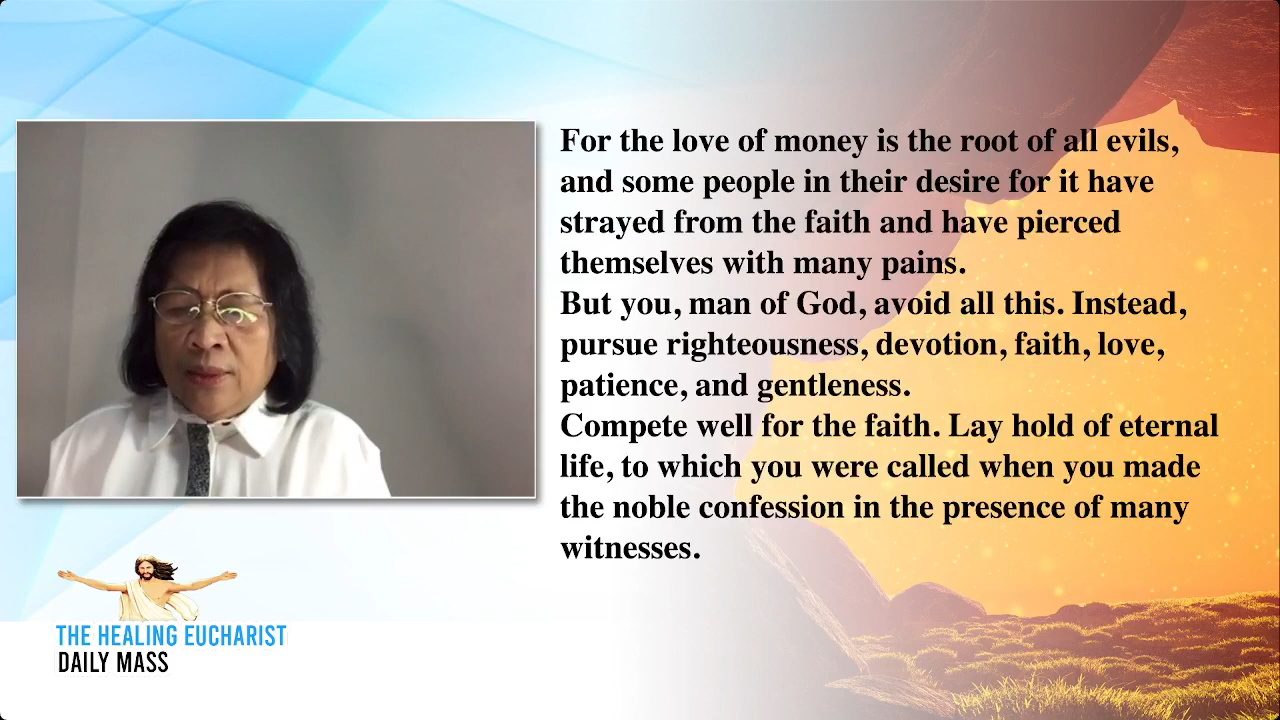 For the love of money is the root of all evils,
and some people in their desire for it have
strayed from the faith and have pierced
themselves with many pains.
But you, man of God, avoid all this. Instead,
pursue righteousness, devotion, faith, love,
patience, and gentleness.
Compete well for the faith. Lay hold of eternal
life, to which you were called when you made
the noble confession in the presence of many
witnesses.
THE HEALING EUCHARIST
DAILY MASS